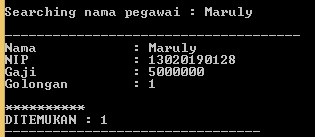 Searching nama pegawai : Maruly
-------------------------------------
Nama : Maruly
NIP : 13020190128
Gaji : 5000000
Golongan : 1
**********
DITEMUKAN : 1
--------------------------------